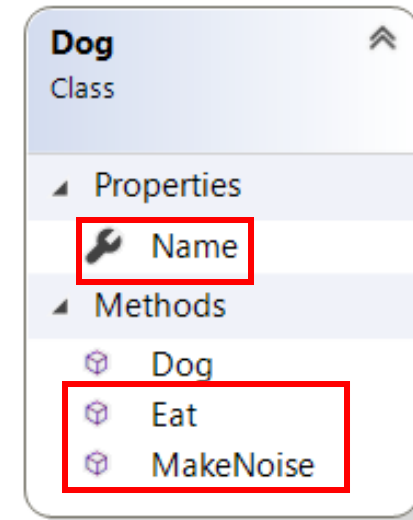 Dog
Class
Properties
Name
Methods
Dog
Eat
MakeNoise